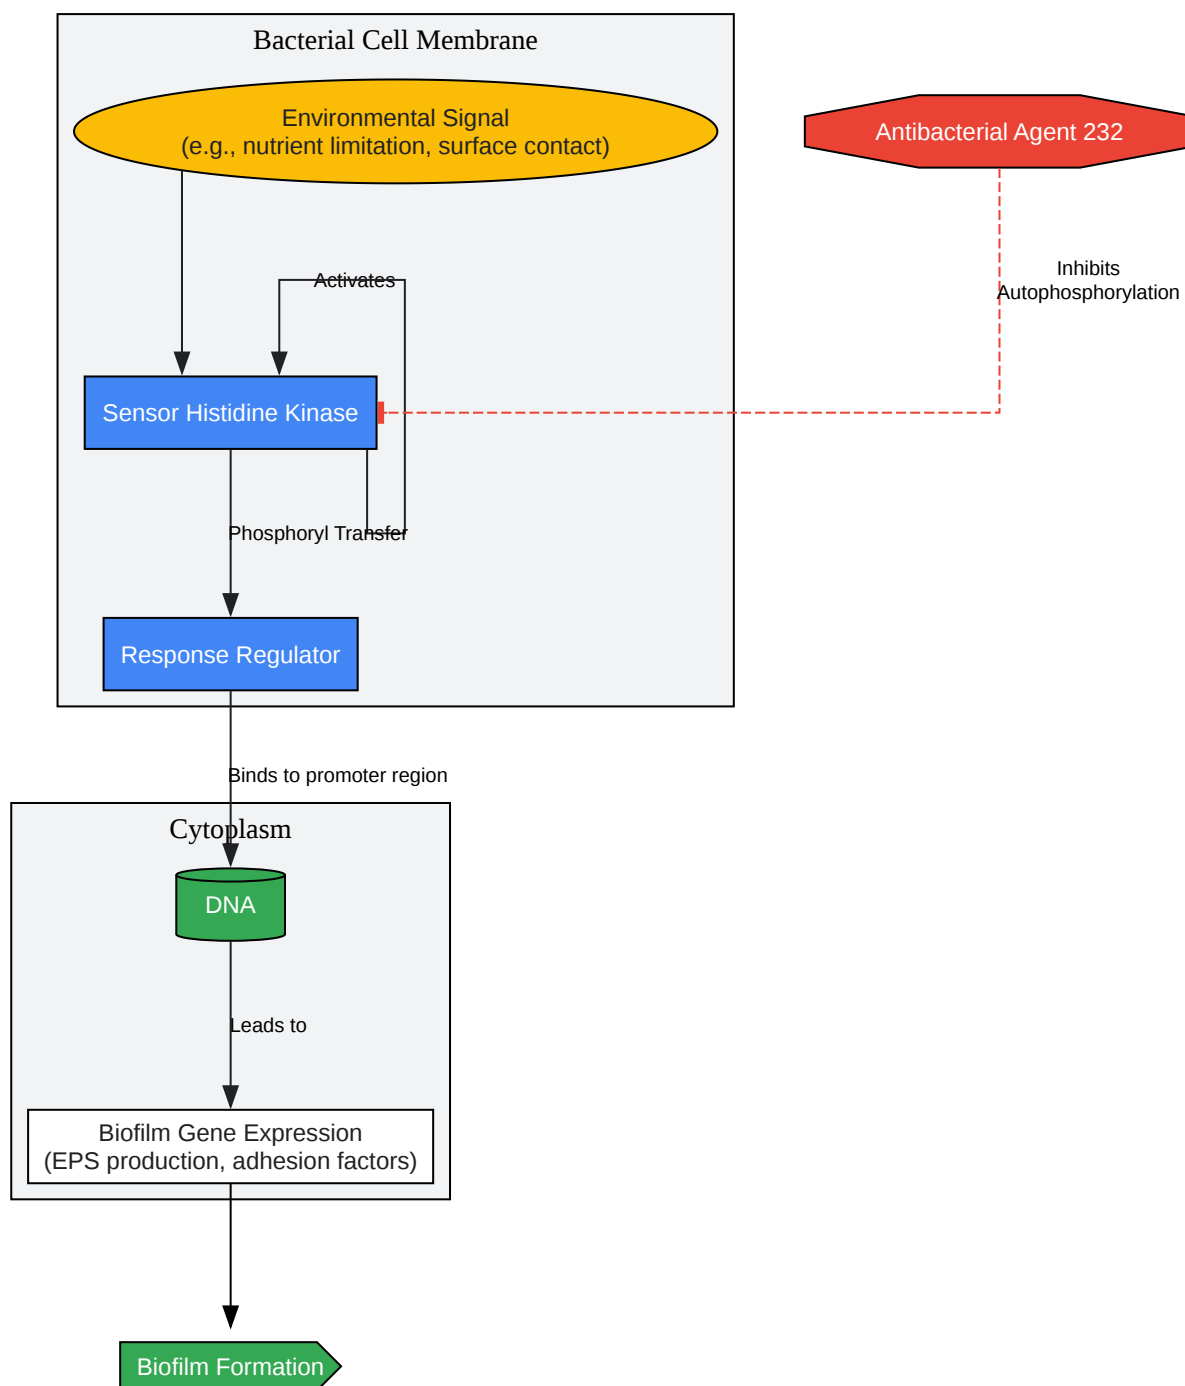 Bacterial Cell Membrane
Environmental Signal
(e.g., nutrient limitation, surface contact)
Antibacterial Agent 232
Activates
Inhibits
Autophosphorylation
Sensor Histidine Kinase
Phosphoryl Transfer
Response Regulator
Binds to promoter region
Cytoplasm
DNA
Leads to
Biofilm Gene Expression
(EPS production, adhesion factors)
Biofilm Formation